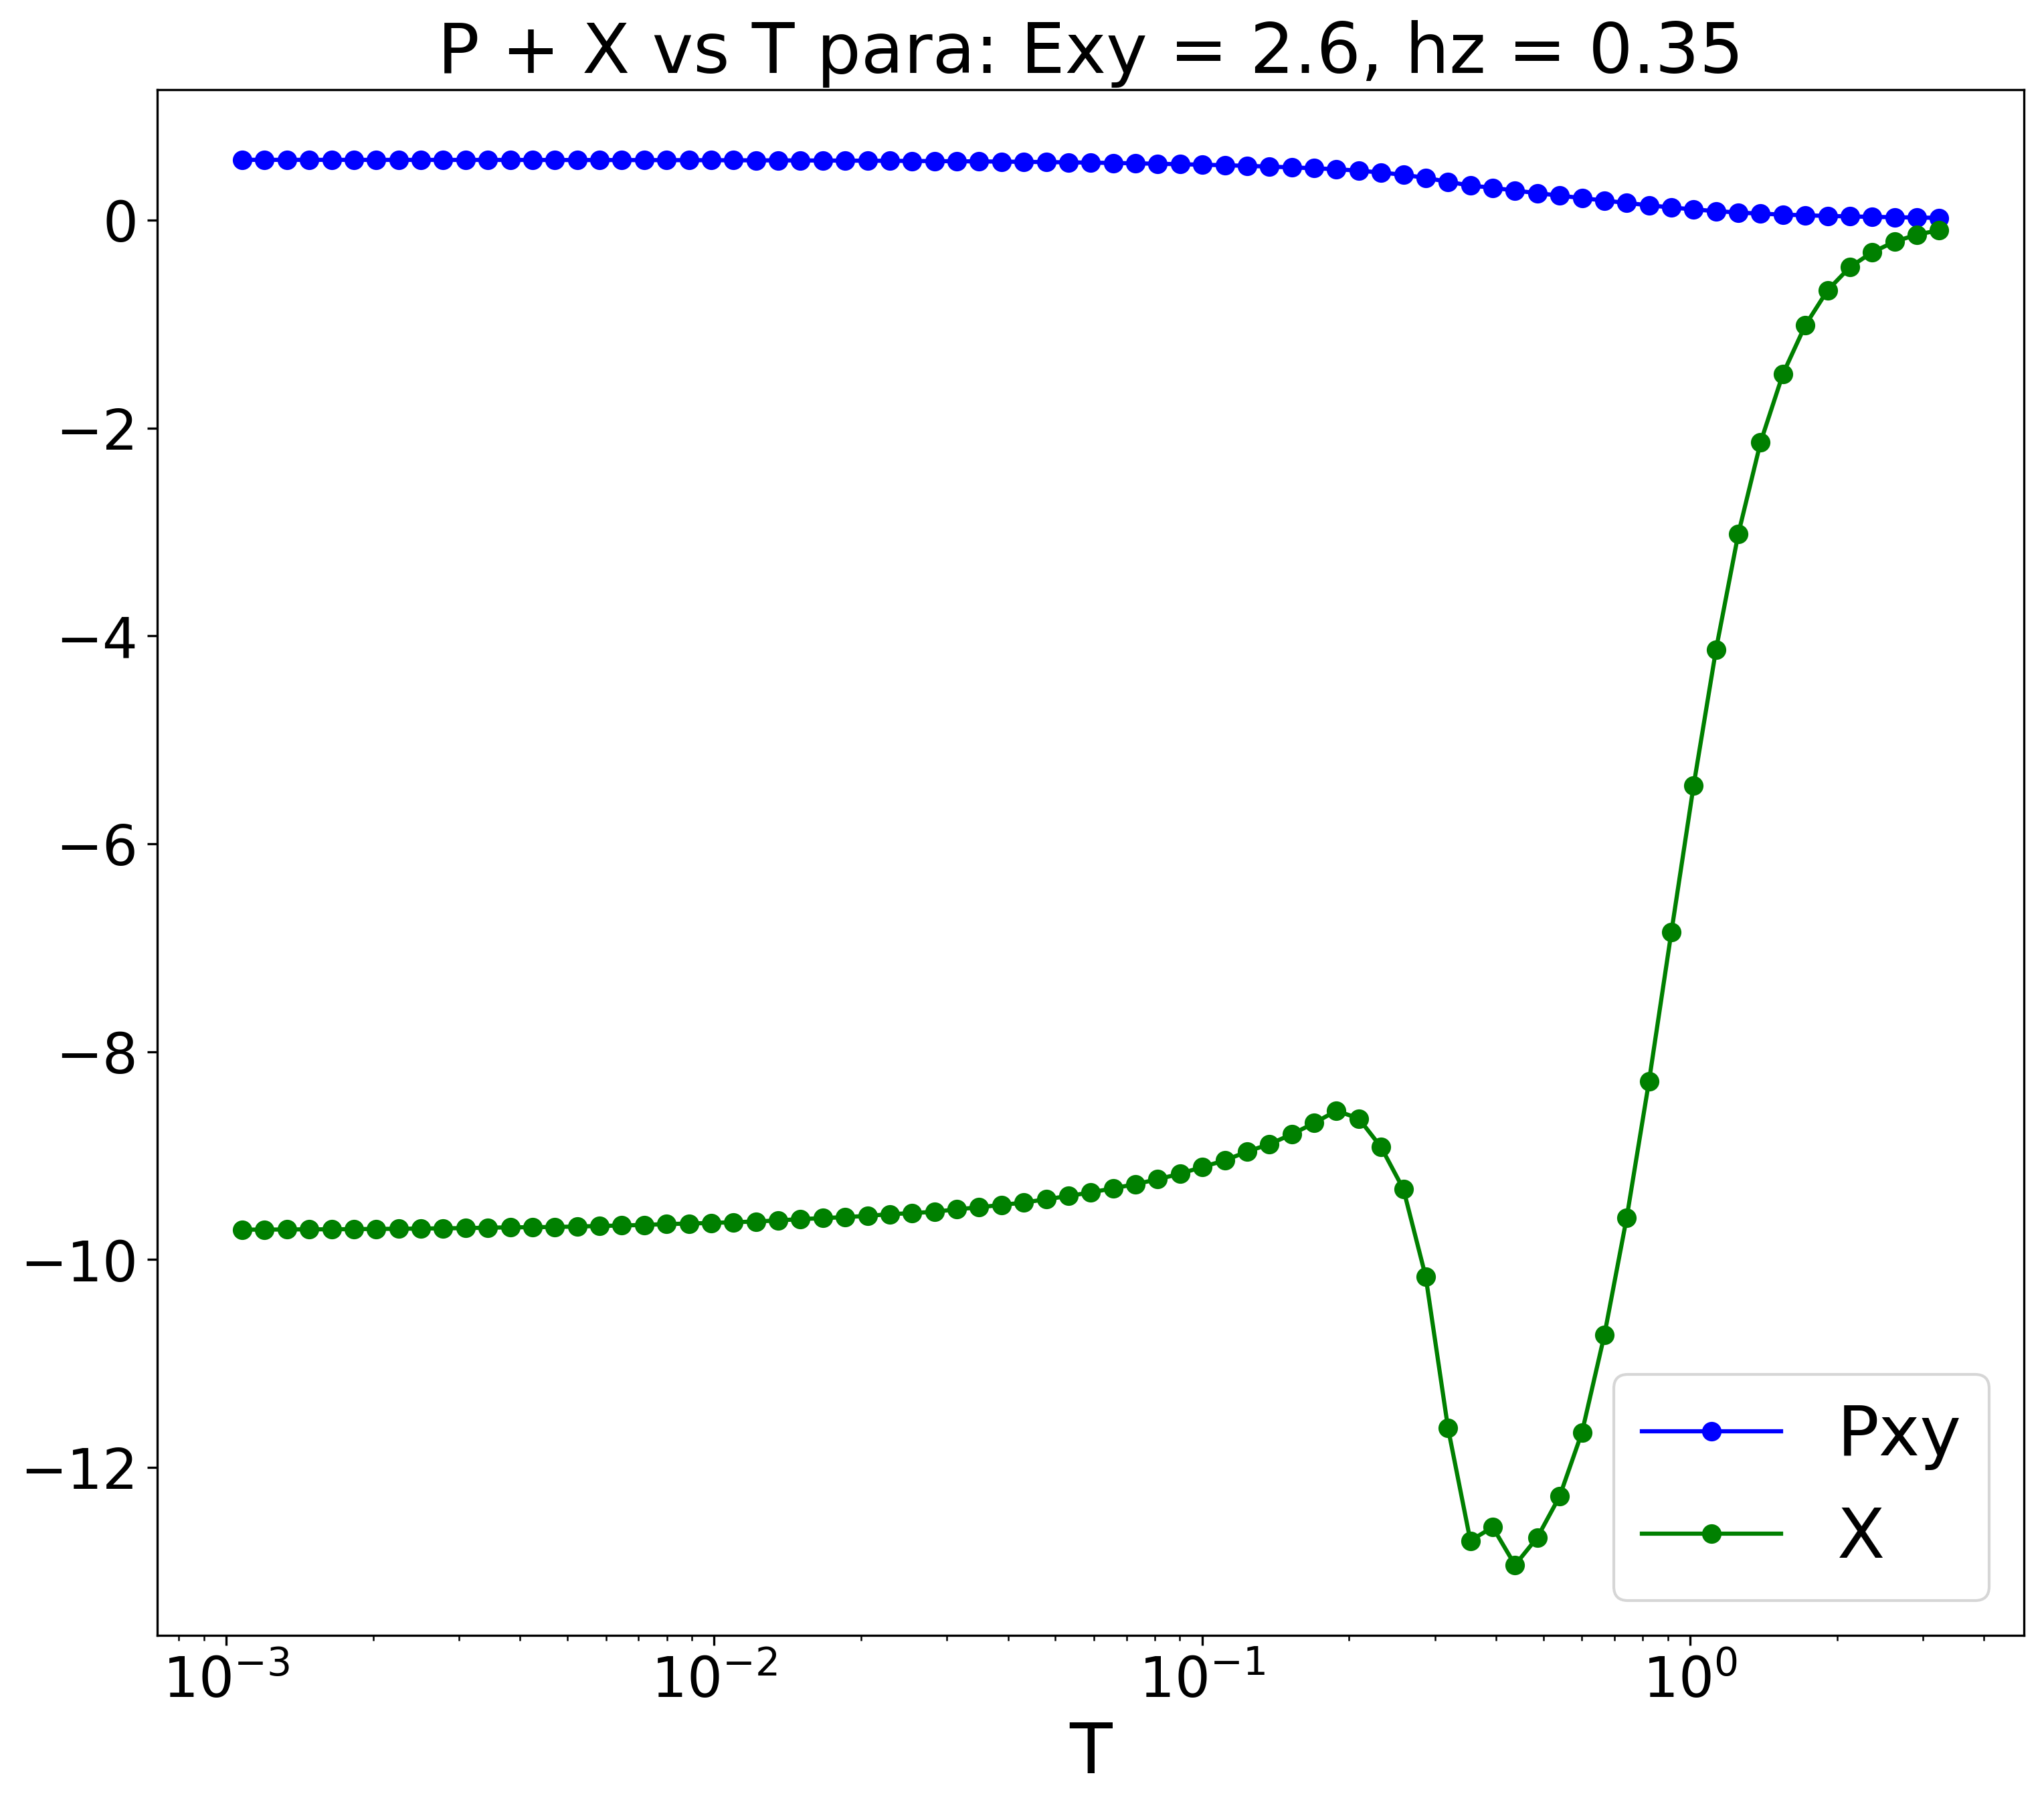 P + X vs T para: Exy = 2.6, hz = 0.35
0
−2
−4
−6
−8
−10
−12
10⁻³ 10⁻² 10⁻¹ 10⁰
T
Pxy
X